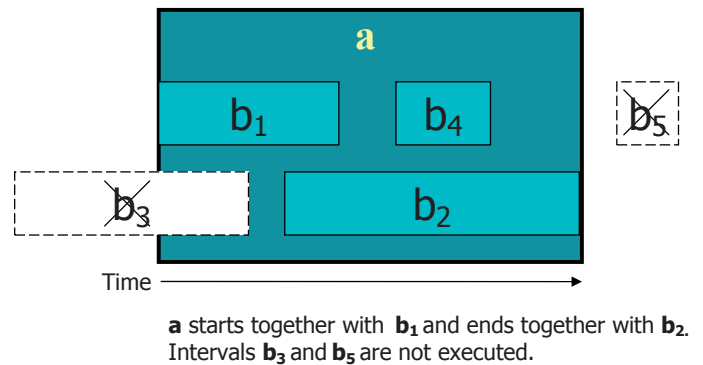 a
b₁
b₄
b₅
b₃
b₂
Time
a starts together with b₁ and ends together with b₂.
Intervals b₃ and b₅ are not executed.